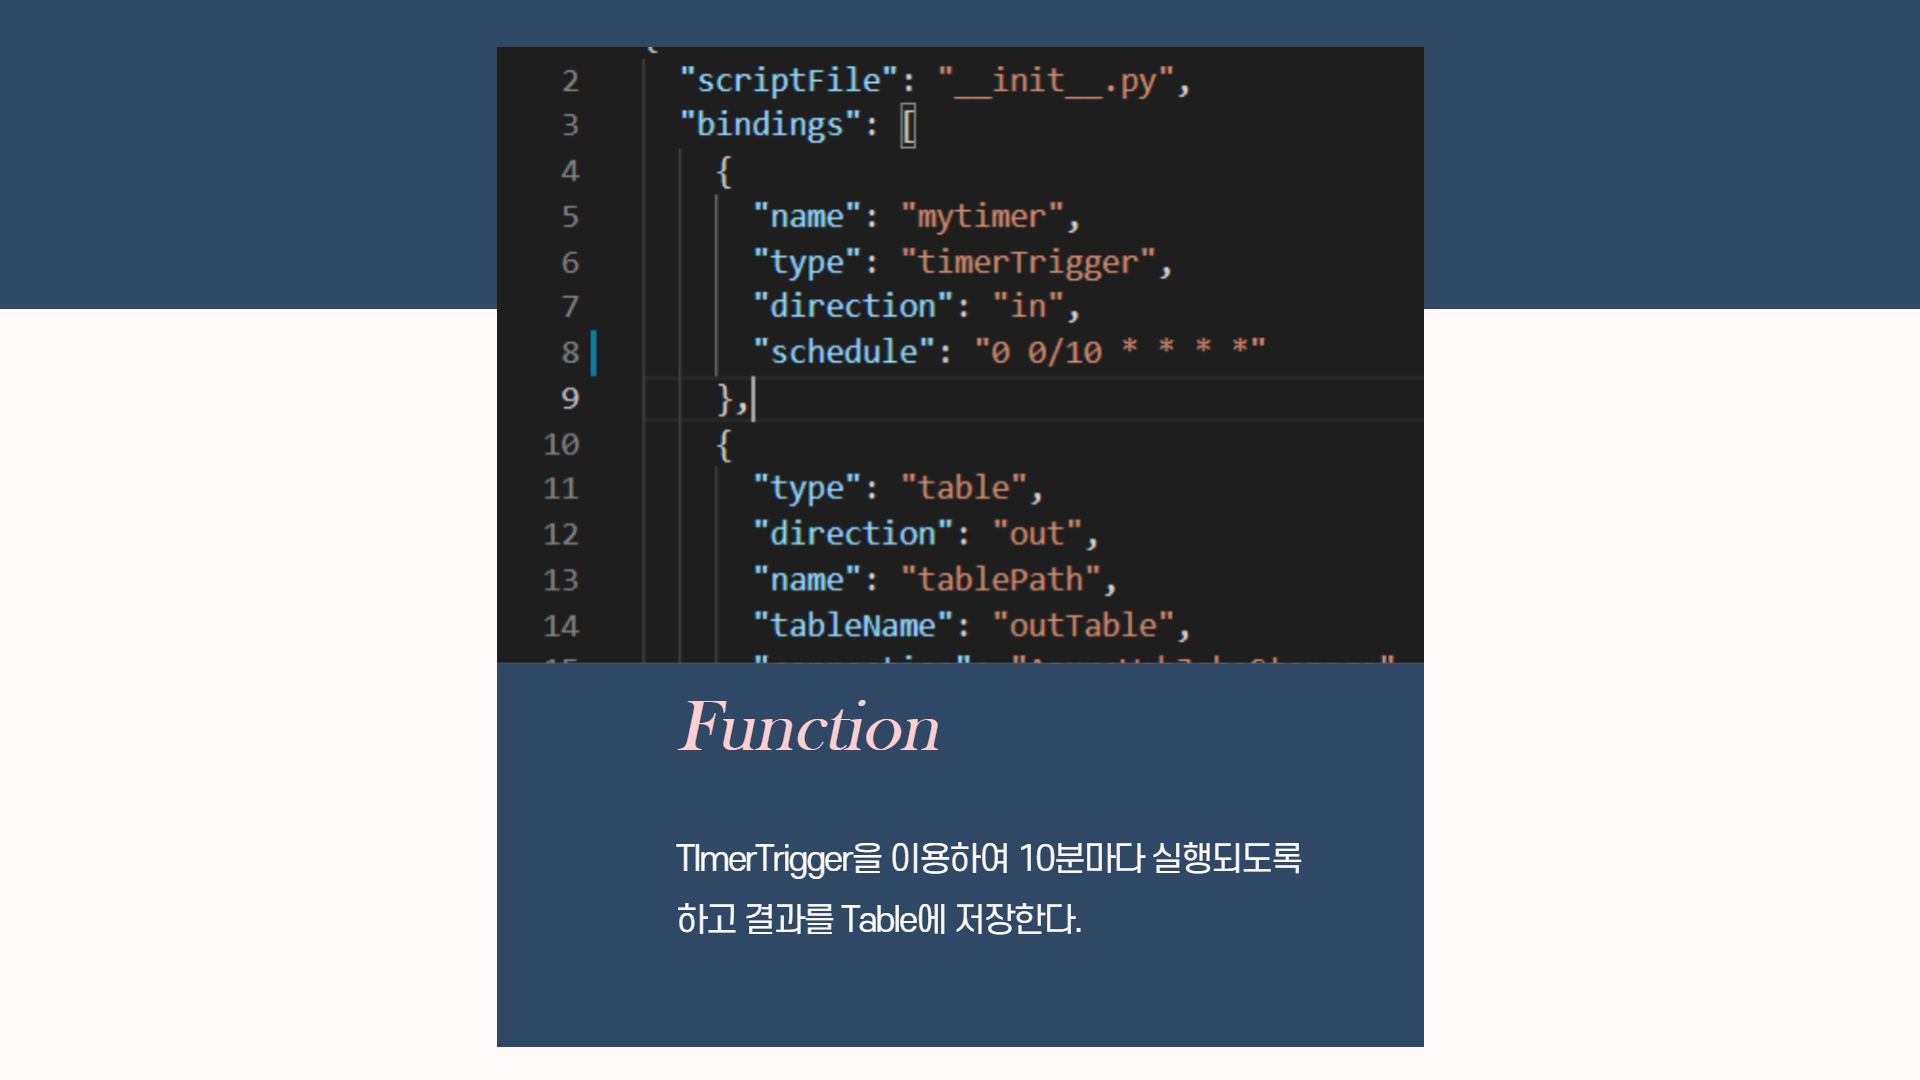 {
2 "scriptFile": "__init__.py",
3 "bindings": [
4 {
5 "name": "mytimer",
6 "type": "timerTrigger",
7 "direction": "in",
8 "schedule": "0 0/10 * * * *"
9 },
10 {
11 "type": "table",
12 "direction": "out",
13 "name": "tablePath",
14 "tableName": "outTable",
Function
TImerTrigger을 이용하여 10분마다 실행되도록
하고 결과를 Table에 저장한다.